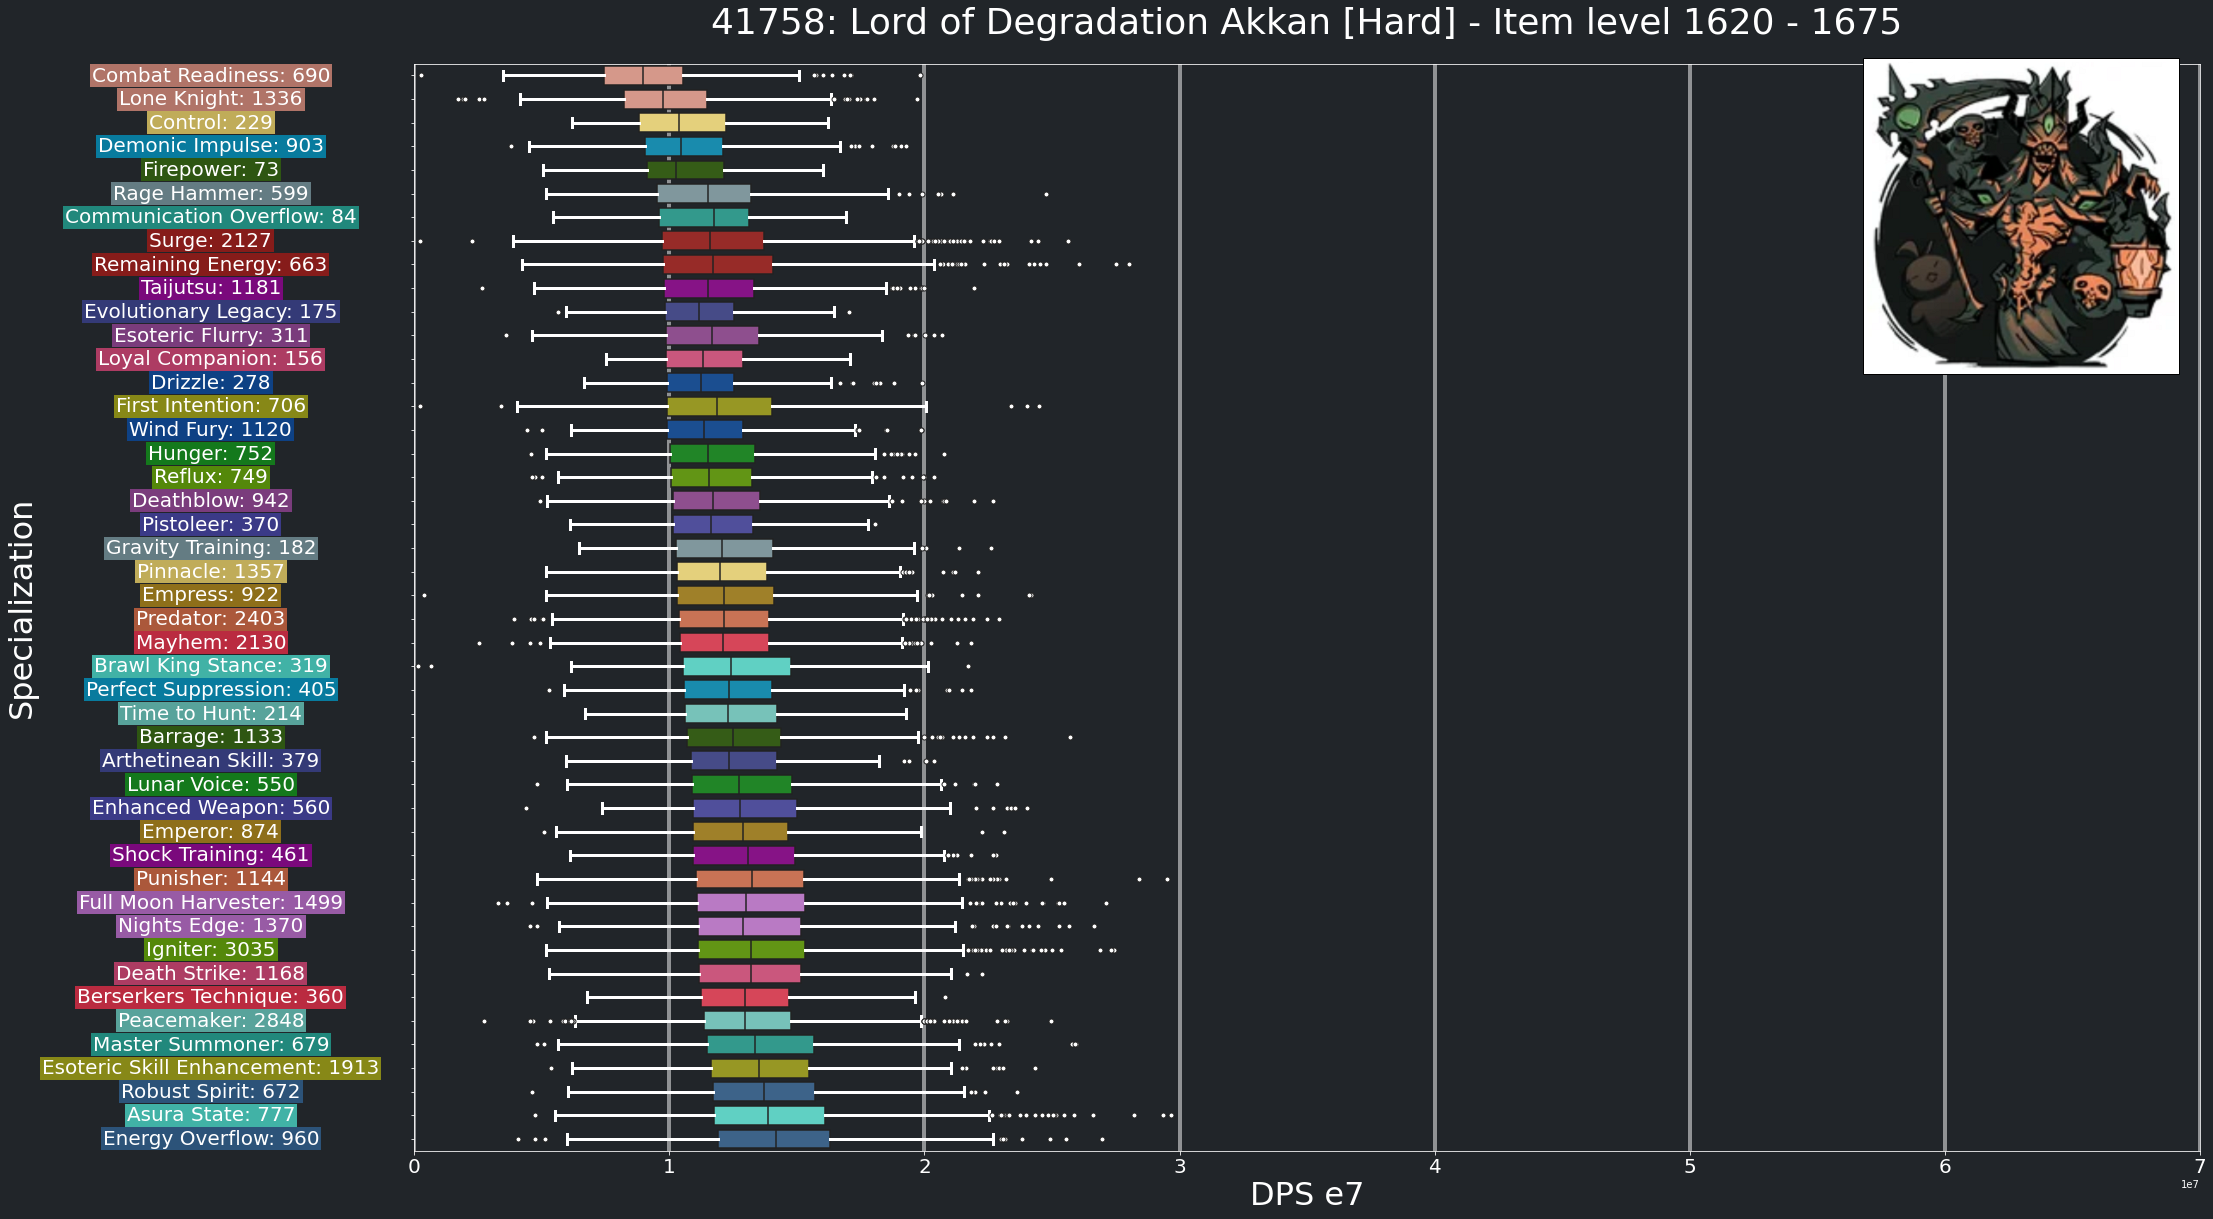 41758: Lord of Degradation Akkan [Hard] - Item level 1620 - 1675
Combat Readiness: 690
Lone Knight: 1336
Control: 229
Demonic Impulse: 903
Firepower: 73
Rage Hammer: 599
Communication Overflow: 84
Surge: 2127
Remaining Energy: 663
Taijutsu: 1181
Evolutionary Legacy: 175
Esoteric Flurry: 311
Loyal Companion: 156
Drizzle: 278
First Intention: 706
Wind Fury: 1120
Hunger: 752
Reflux: 749
Deathblow: 942
Pistoleer: 370
Gravity Training: 182
Pinnacle: 1357
Empress: 922
Predator: 2403
Mayhem: 2130
Brawl King Stance: 319
Perfect Suppression: 405
Time to Hunt: 214
Barrage: 1133
Arthetinean Skill: 379
Lunar Voice: 550
Enhanced Weapon: 560
Emperor: 874
Shock Training: 461
Punisher: 1144
Full Moon Harvester: 1499
Nights Edge: 1370
Igniter: 3035
Death Strike: 1168
Berserkers Technique: 360
Peacemaker: 2848
Master Summoner: 679
Esoteric Skill Enhancement: 1913
Robust Spirit: 672
Asura State: 777
Energy Overflow: 960
Specialization
0 1 2 3 4 5 6 7
1e7
DPS e7